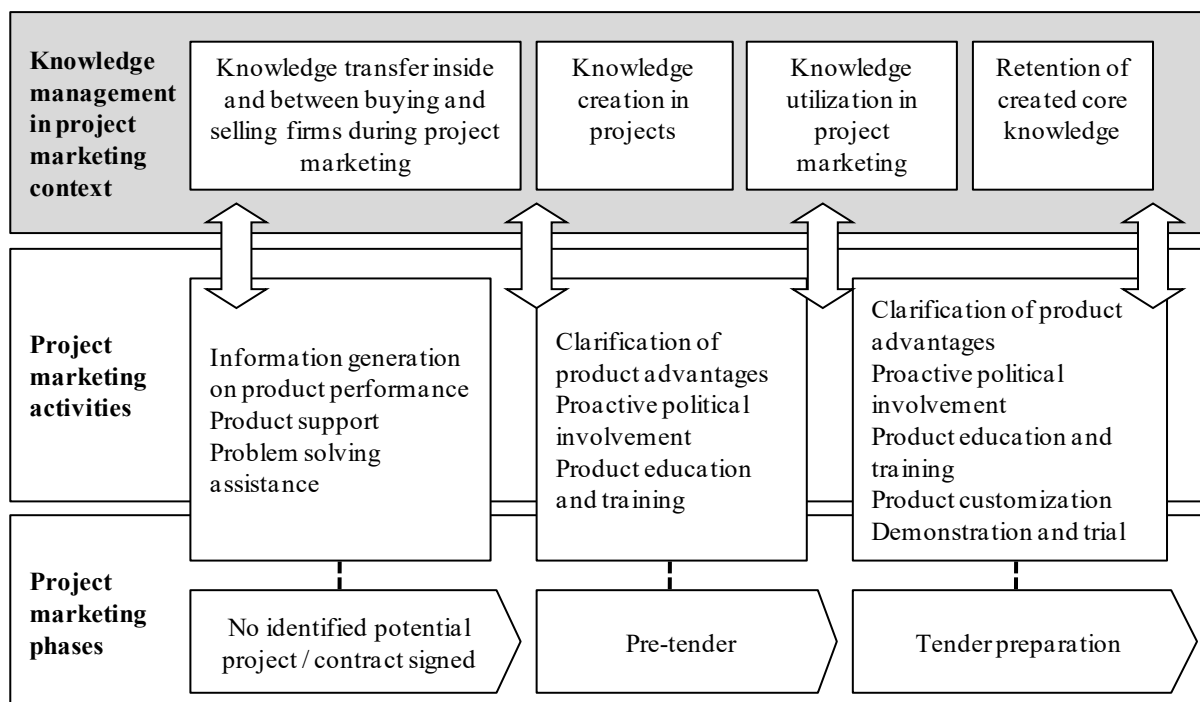 Knowledge
management
in project
marketing
context
Knowledge transfer inside
and between buying and
selling firms during project
marketing
Knowledge
creation in
projects
Knowledge
utilization in
project
marketing
Retention of
created core
knowledge
Project
marketing
activities
Information generation
on product performance
Product support
Problem solving
assistance
Clarification of
product advantages
Proactive political
involvement
Product education
and training
Clarification of product
advantages
Proactive political
involvement
Product education and
training
Product customization
Demonstration and trial
Project
marketing
phases
No identified potential
project / contract signed
Pre-tender
Tender preparation